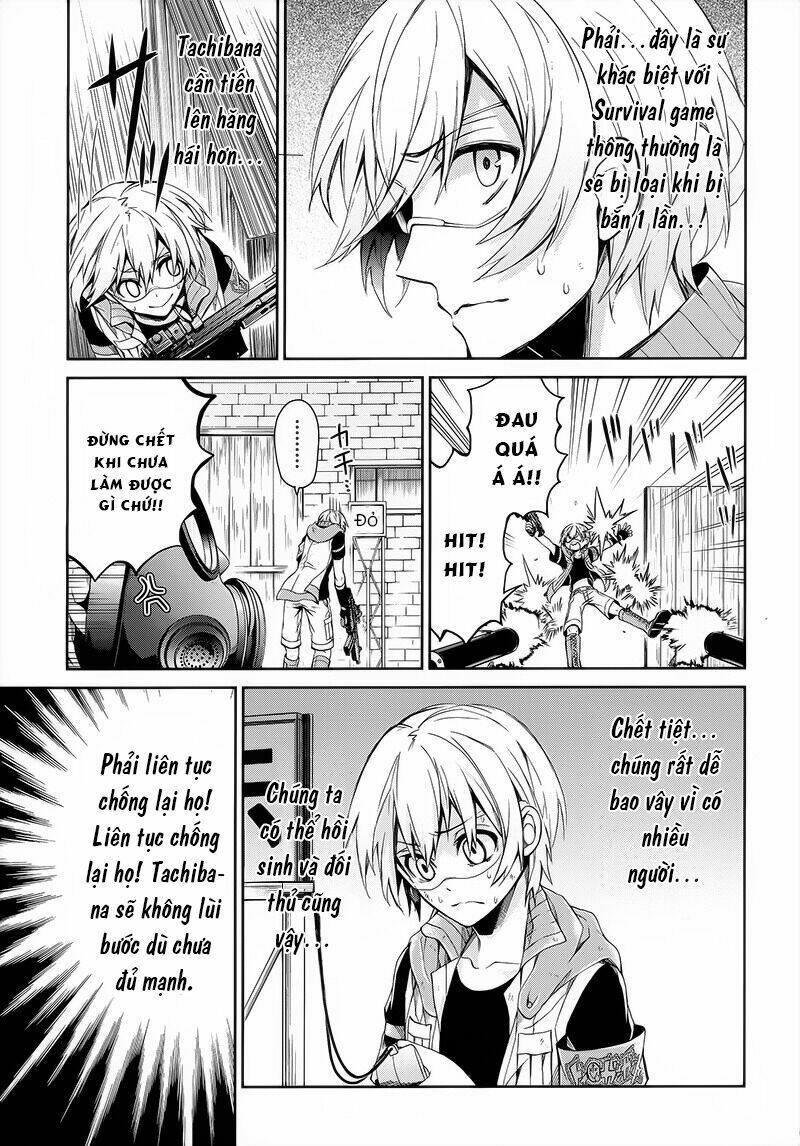 Phải...đây là sự
khác biệt với
Survival game
thông thường là
sẽ bị loại khi bị
bắn 1 lần...
Tachibana
cần tiến
lên hăng
hái hơn...
ĐAU
QUÁ
Á Á!!
HIT!
HIT!
ĐỪNG CHẾT
KHI CHƯA
LÀM ĐƯỢC
GÌ CHỨ!!
ĐỎ
カチ
Chết tiệt...
chúng rất dễ
bao vây vì có
nhiều
người...
Chúng ta
có thể hồi
sinh và đối
thủ cũng
vậy...
Phải liên tục
chống lại họ!
Liên tục chống
lại họ! Tachiba-
na sẽ không lùi
bước dù chưa
đủ mạnh.